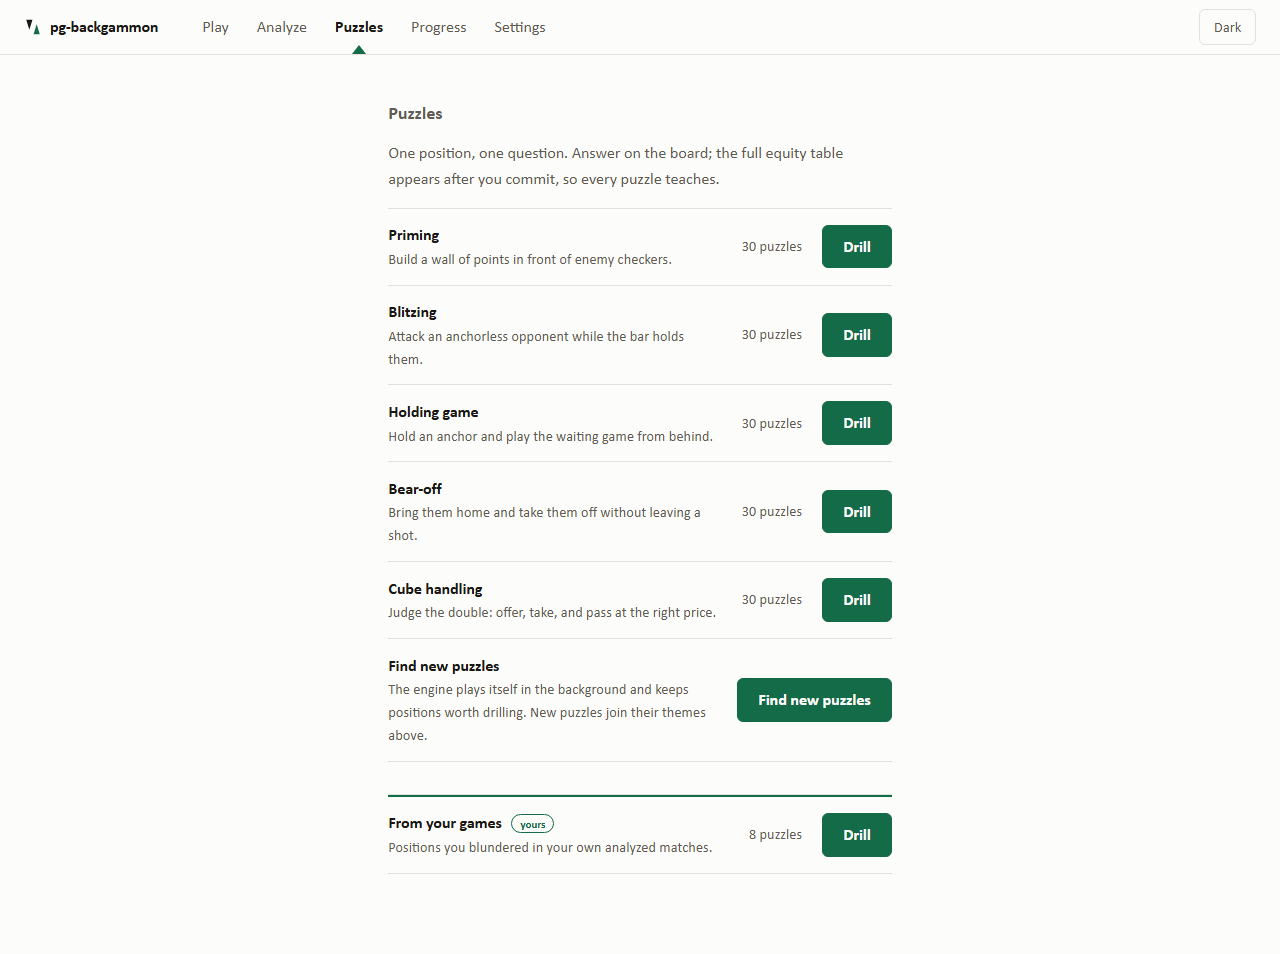 pg-backgammon
Play
Analyze
Puzzles
Progress
Settings
Dark
Puzzles
One position, one question. Answer on the board; the full equity table
appears after you commit, so every puzzle teaches.
Priming
Build a wall of points in front of enemy checkers.
30 puzzles
Drill
Blitzing
Attack an anchorless opponent while the bar holds
them.
30 puzzles
Drill
Holding game
Hold an anchor and play the waiting game from behind.
30 puzzles
Drill
Bear-off
Bring them home and take them off without leaving a
shot.
30 puzzles
Drill
Cube handling
Judge the double: offer, take, and pass at the right price.
30 puzzles
Drill
Find new puzzles
The engine plays itself in the background and keeps
positions worth drilling. New puzzles join their themes
above.
Find new puzzles
From your games
yours
Positions you blundered in your own analyzed matches.
8 puzzles
Drill